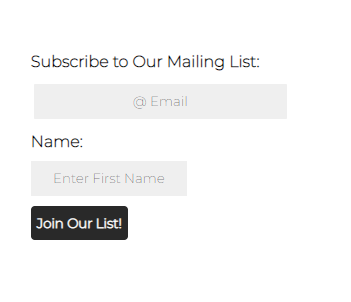 Subscribe to Our Mailing List:
@ Email
Name:
Enter First Name
Join Our List!